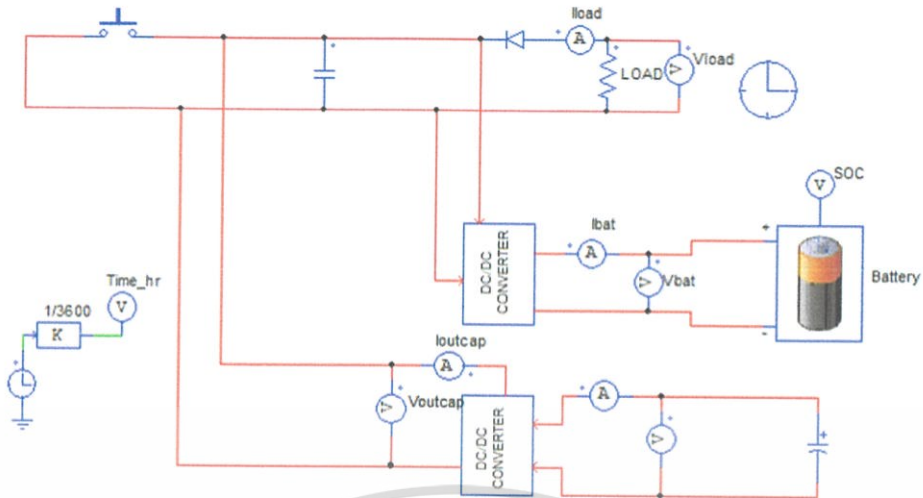 Iload
A
LOAD
V
Vload
SOC
V
DC/DC
CONVERTER
Ibat
A
+
V
Vbat
Battery
-
Time_hr
V
1/3600
K
Ioutcap
A
V
Voutcap
DC/DC
CONVERTER
A
V